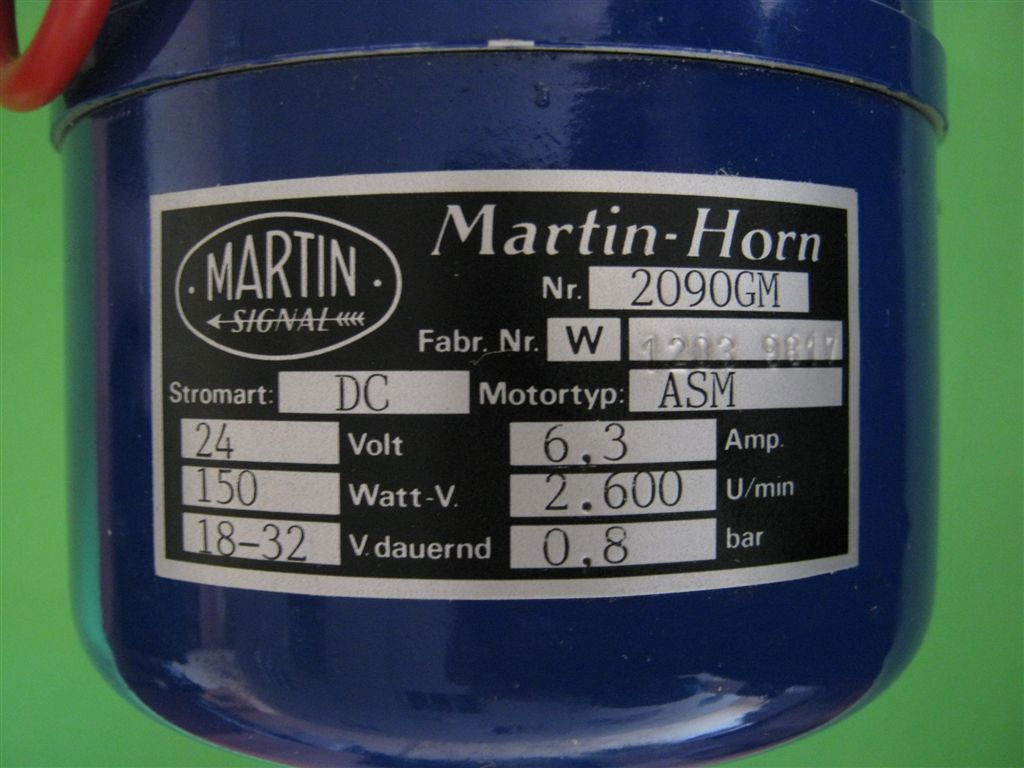 MARTIN
SIGNAL
Martin-Horn
Nr. 2090GM
Fabr. Nr. W
Stromart: DC Motortyp: ASM
24 Volt 6,3 Amp.
150 Watt-V. 2.600 U/min
18-32 V. dauernd 0,8 bar